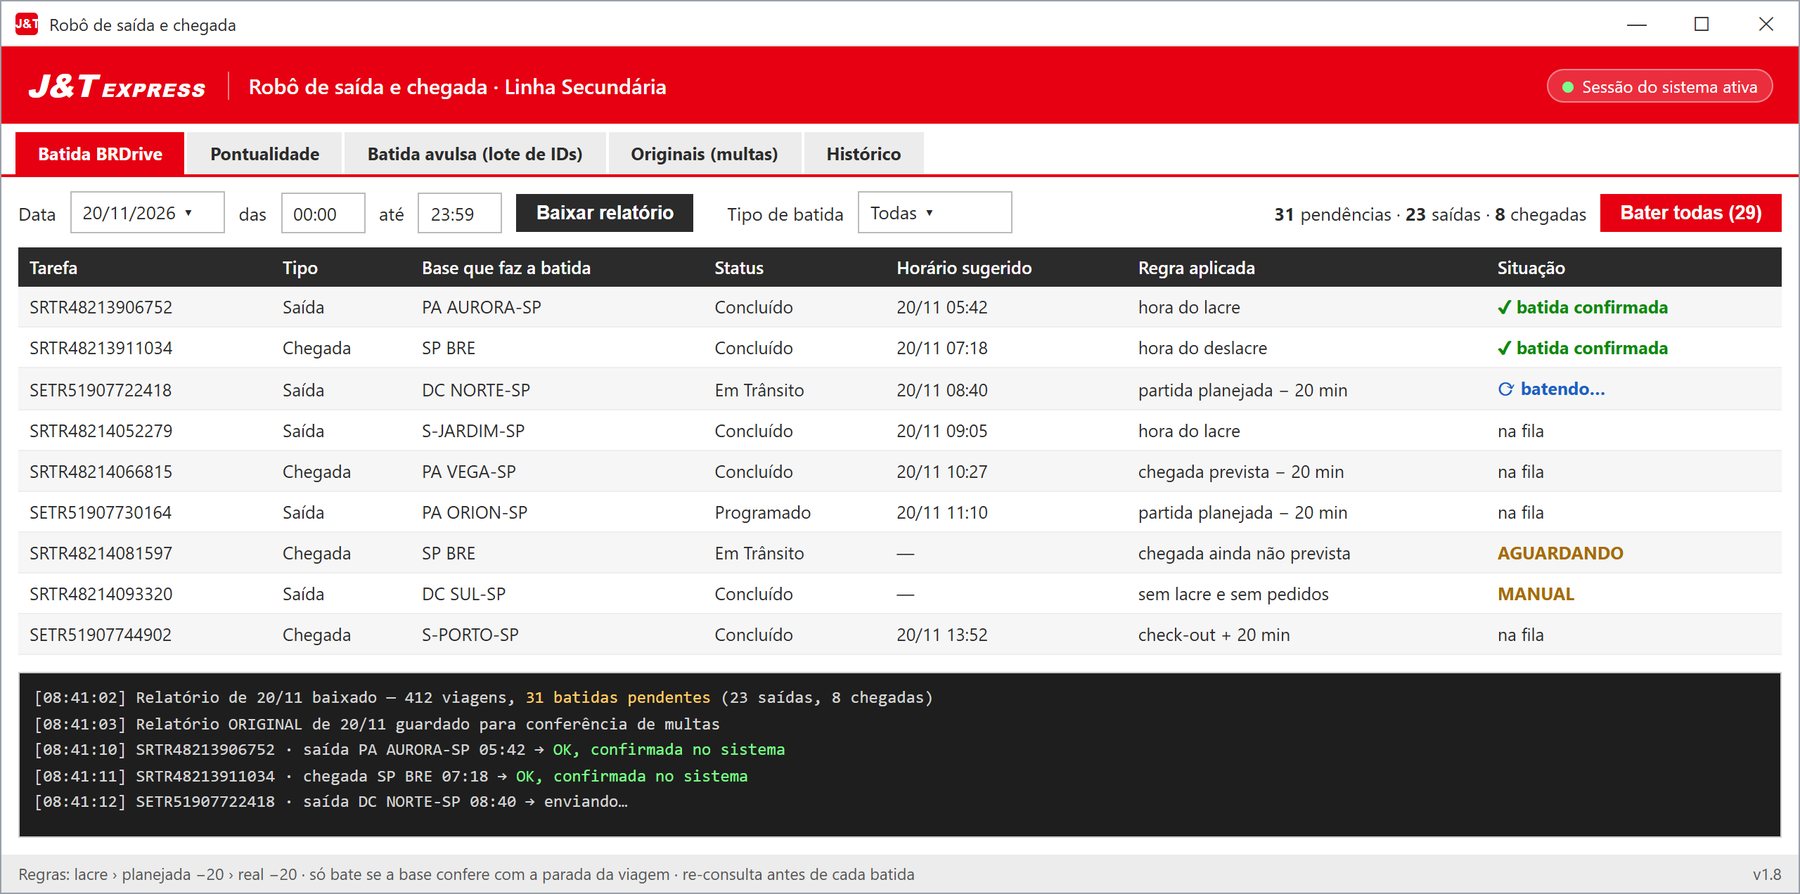 J&T Robô de saída e chegada
J&T EXPRESS Robô de saída e chegada · Linha Secundária Sessão do sistema ativa
Batida BRDrive Pontualidade Batida avulsa (lote de IDs) Originais (multas) Histórico
Data 20/11/2026 ▾ das 00:00 até 23:59 Baixar relatório Tipo de batida Todas ▾ 31 pendências · 23 saídas · 8 chegadas Bater todas (29)
Tarefa Tipo Base que faz a batida Status Horário sugerido Regra aplicada Situação
SRTR48213906752 Saída PA AURORA-SP Concluído 20/11 05:42 hora do lacre ✓ batida confirmada
SRTR48213911034 Chegada SP BRE Concluído 20/11 07:18 hora do deslacre ✓ batida confirmada
SETR51907722418 Saída DC NORTE-SP Em Trânsito 20/11 08:40 partida planejada − 20 min ⟳ batendo…
SRTR48214052279 Saída S-JARDIM-SP Concluído 20/11 09:05 hora do lacre na fila
SRTR48214066815 Chegada PA VEGA-SP Concluído 20/11 10:27 chegada prevista − 20 min na fila
SETR51907730164 Saída PA ORION-SP Programado 20/11 11:10 partida planejada − 20 min na fila
SRTR48214081597 Chegada SP BRE Em Trânsito — chegada ainda não prevista AGUARDANDO
SRTR48214093320 Saída DC SUL-SP Concluído — sem lacre e sem pedidos MANUAL
SETR51907744902 Chegada S-PORTO-SP Concluído 20/11 13:52 check-out + 20 min na fila
[08:41:02] Relatório de 20/11 baixado — 412 viagens, 31 batidas pendentes (23 saídas, 8 chegadas)
[08:41:03] Relatório ORIGINAL de 20/11 guardado para conferência de multas
[08:41:10] SRTR48213906752 · saída PA AURORA-SP 05:42 → OK, confirmada no sistema
[08:41:11] SRTR48213911034 · chegada SP BRE 07:18 → OK, confirmada no sistema
[08:41:12] SETR51907722418 · saída DC NORTE-SP 08:40 → enviando…
Regras: lacre › planejada −20 › real −20 · só bate se a base confere com a parada da viagem · re-consulta antes de cada batida v1.8